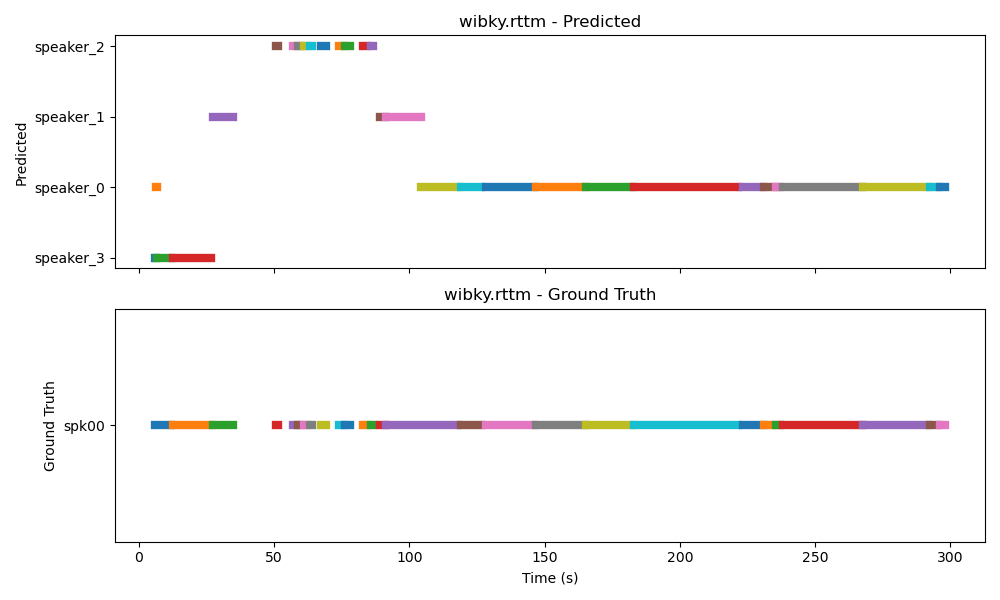 wibky.rttm - Predicted
speaker_2
speaker_1
speaker_0
speaker_3
Predicted
wibky.rttm - Ground Truth
spk00
Ground Truth
0 50 100 150 200 250 300
Time (s)